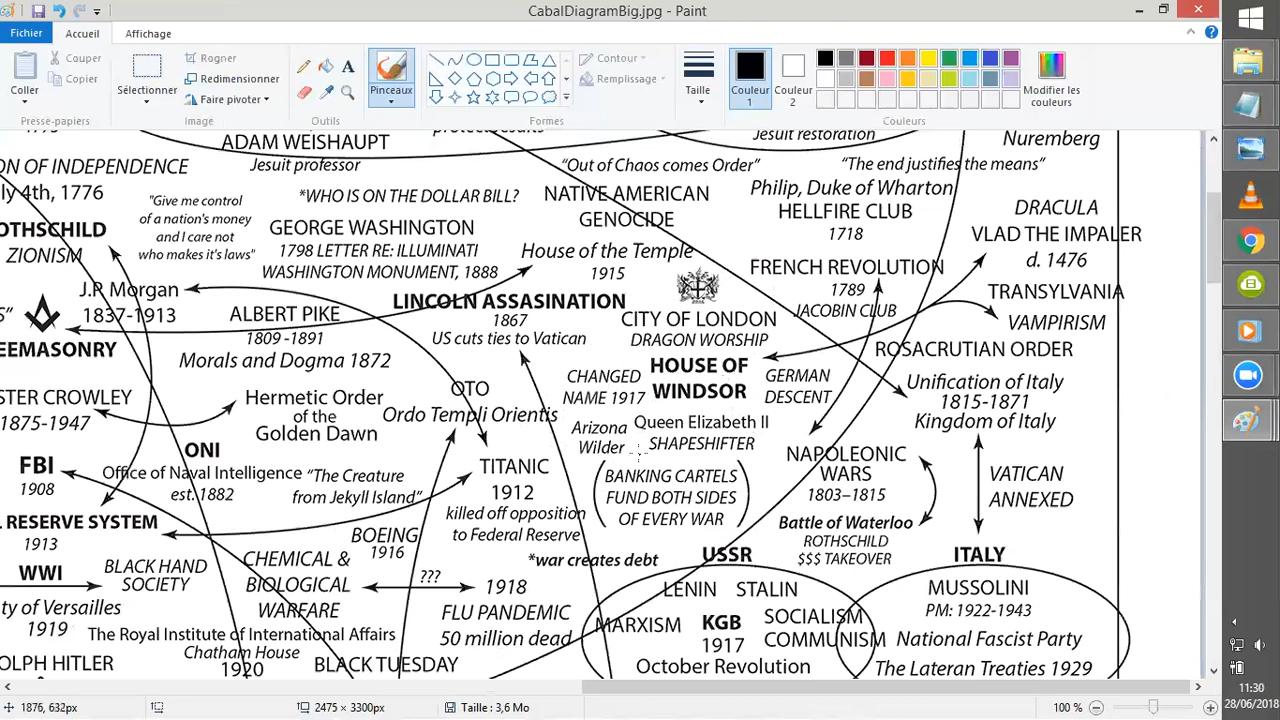 CabalDiagramBig.jpg - Paint
Fichier
Accueil
Affichage
Coller
Couper
Copier
Presse-papiers
Sélectionner
Rogner
Redimensionner
Faire pivoter
Image
A
Outils
Pinceaux
Contour
Remplissage
Formes
Taille
Couleur 1
Couleur 2
Modifier les couleurs
Couleurs
ADAM WEISHAUPT
Jesuit professor
Jesuit restoration
Nuremberg
ON OF INDEPENDENCE
ly 4th, 1776
"Out of Chaos comes Order"
"The end justifies the means"
"Give me control
of a nation's money
and I care not
who makes it's laws"
*WHO IS ON THE DOLLAR BILL?
GEORGE WASHINGTON
1798 LETTER RE: ILLUMINATI
WASHINGTON MONUMENT, 1888
NATIVE AMERICAN
GENOCIDE
House of the Temple
1915
Philip, Duke of Wharton
HELLFIRE CLUB
1718
DRACULA
VLAD THE IMPALER
d. 1476
OTHSCHILD
ZIONISM
FRENCH REVOLUTION
1789
JACOBIN CLUB
TRANSYLVANIA
VAMPIRISM
J.P. Morgan
1837-1913
ALBERT PIKE
1809 -1891
Morals and Dogma 1872
LINCOLN ASSASINATION
1867
US cuts ties to Vatican
CITY OF LONDON
DRAGON WORSHIP
HOUSE OF
WINDSOR
ROSACRUTIAN ORDER
S"
EEMASONRY
CHANGED
NAME 1917
GERMAN
DESCENT
Unification of Italy
1815-1871
Kingdom of Italy
STER CROWLEY
1875-1947
Hermetic Order
of the
Golden Dawn
OTO
Ordo Templi Orientis
Arizona
Wilder
Queen Elizabeth II
SHAPESHIFTER
ONI
Office of Naval Intelligence
est.1882
"The Creature
from Jekyll Island"
TITANIC
1912
killed off opposition
to Federal Reserve
BANKING CARTELS
FUND BOTH SIDES
OF EVERY WAR
NAPOLEONIC
WARS
1803–1815
VATICAN
ANNEXED
FBI
1908
L RESERVE SYSTEM
1913
BOEING
1916
*war creates debt
Battle of Waterloo
ROTHSCHILD
$$$ TAKEOVER
WWI
BLACK HAND
SOCIETY
CHEMICAL &
BIOLOGICAL
WARFARE
???
1918
FLU PANDEMIC
50 million dead
USSR
LENIN STALIN
MARXISM
KGB
1917
SOCIALISM
COMMUNISM
October Revolution
ITALY
MUSSOLINI
PM: 1922-1943
National Fascist Party
The Lateran Treaties 1929
ty of Versailles
1919
The Royal Institute of International Affairs
Chatham House
1920
OLPH HITLER
BLACK TUESDAY
1876, 632px
2475 × 3300px
Taille : 3,6 Mo
100 %
11:30
28/06/2018